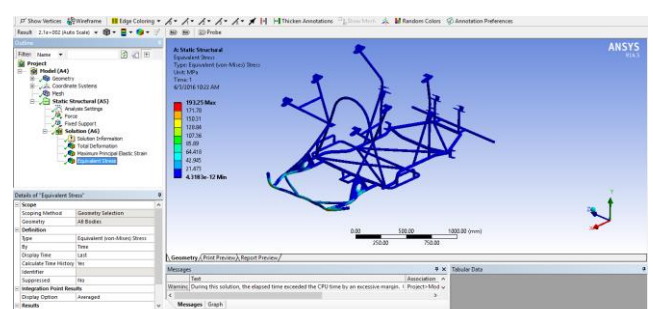 Show Vertices Wireframe Edge Coloring Thicken Annotations Show Mesh Random Colors Annotation Preferences
Result 2.1e+002 (Auto Scale) Probe
Outline
Filter: Name
Project
Model (A4)
Geometry
Coordinate Systems
Mesh
Static Structural (A5)
Analysis Settings
Force
Fixed Support
Solution (A6)
Solution Information
Total Deformation
Maximum Principal Elastic Strain
Equivalent Stress
Details of "Equivalent Stress"
Scope
Scoping Method Geometry Selection
Geometry All Bodies
Definition
Type Equivalent (von-Mises) Stress
By Time
Display Time Last
Calculate Time History Yes
Identifier
Suppressed No
Integration Point Results
Display Option Averaged
Results
A: Static Structural
Equivalent Stress
Type: Equivalent (von-Mises) Stress
Unit: MPa
Time: 1
193.25 Max
171.78
150.31
128.84
107.36
85.89
64.418
42.945
21.473
4.3163e-12 Min
ANSYS
0.00 500.00 1000.00 (mm)
250.00 750.00
Y
Geometry Print Preview Report Preview
Messages
Text Association
Warning During this solution, the elapsed time exceeded the CPU time by an excessive margin. Project>Mod
Messages Graph
Tabular Data